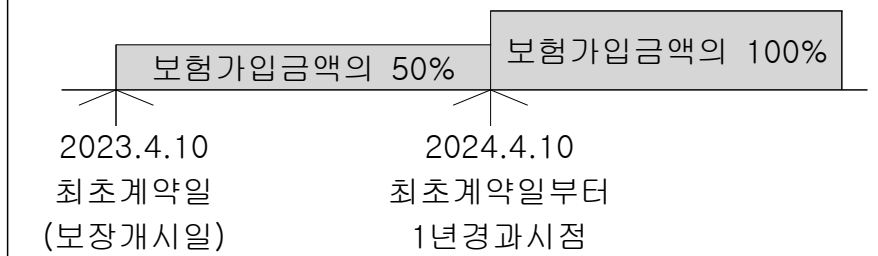 보험가입금액의 50%
보험가입금액의 100%
2023.4.10
최초계약일
(보장개시일)
2024.4.10
최초계약일부터
1년경과시점